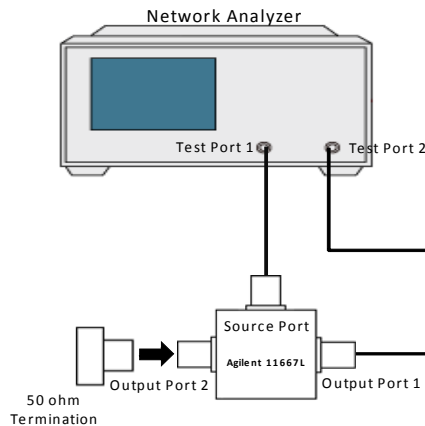 Network Analyzer
Test Port 1
Test Port 2
Source Port
Agilent 11667L
Output Port 2
Output Port 1
50 ohm
Termination